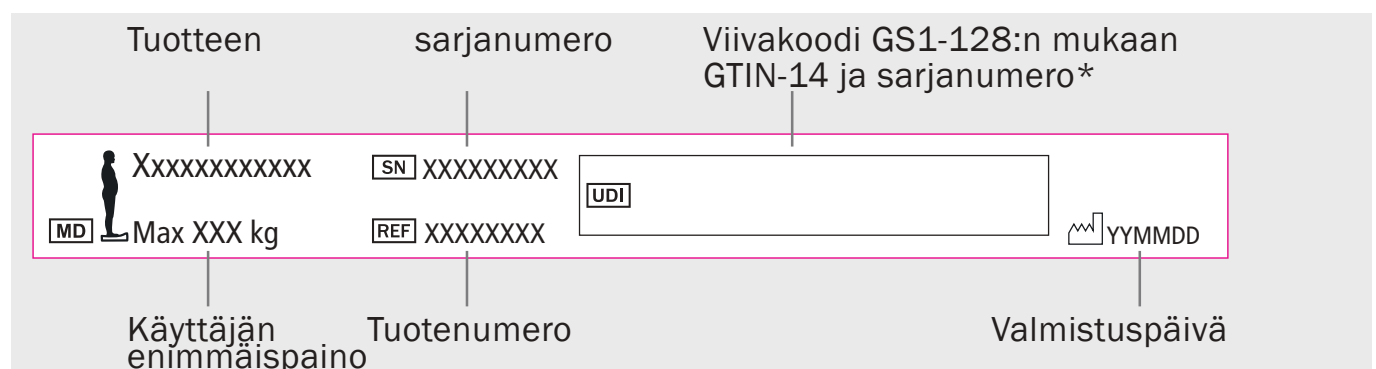 Tuotteen sarjanumero Viivakoodi GS1-128:n mukaan
GTIN-14 ja sarjanumero*
Xxxxxxxxxxxx SN XXXXXXXXX
UDI
MD Max XXX kg REF XXXXXXXX YYMMDD
Käyttäjän Tuotenumero Valmistuspäivä
enimmäispaino